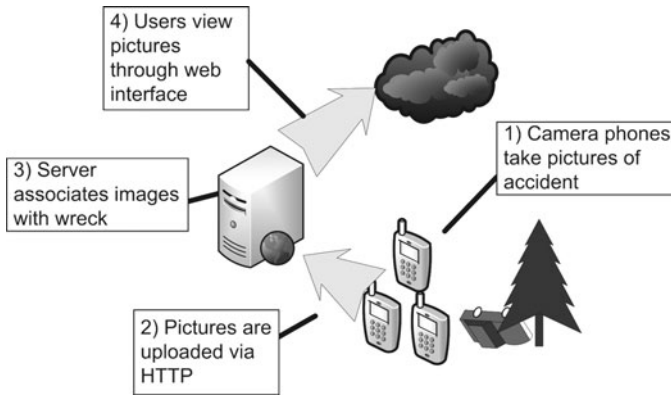 4) Users view
pictures
through web
interface
1) Camera phones
take pictures of
accident
3) Server
associates images
with wreck
2) Pictures are
uploaded via
HTTP